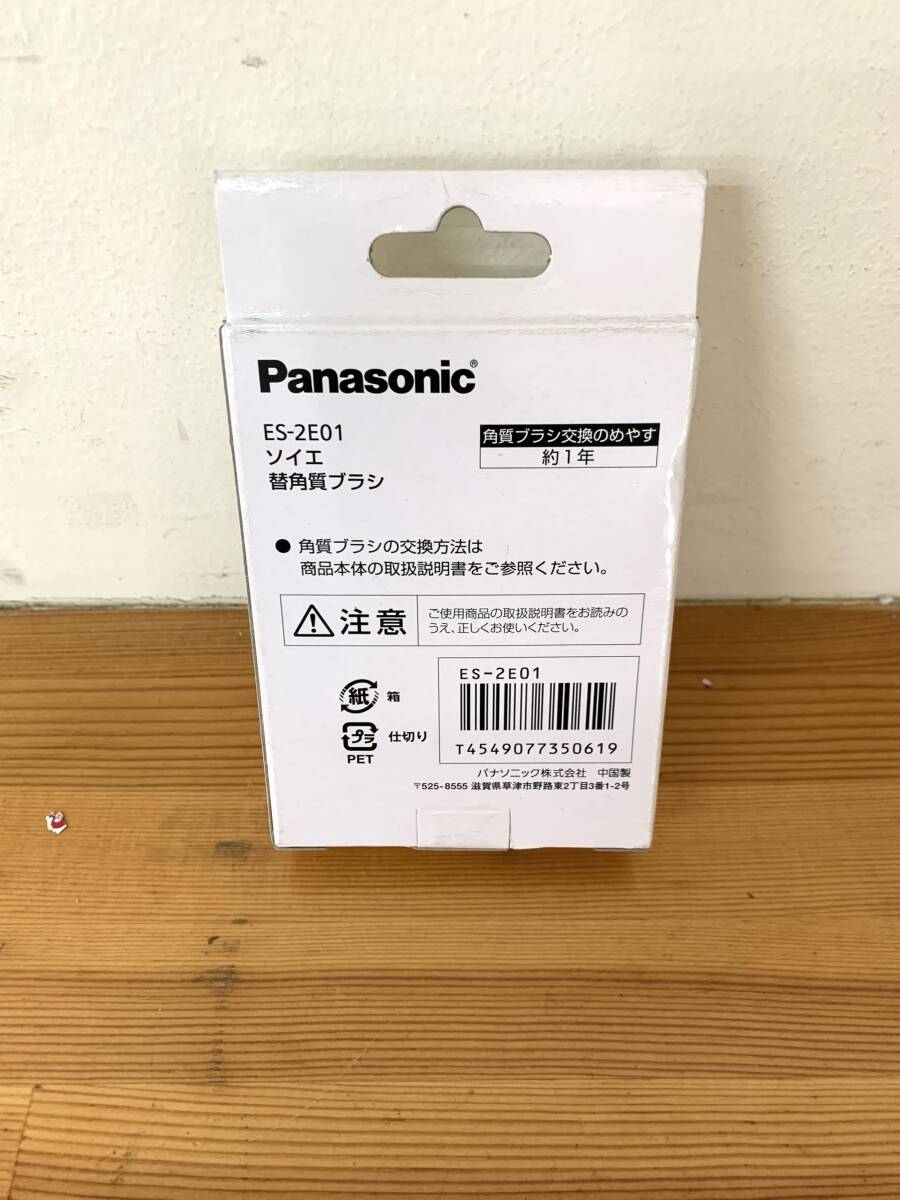 Panasonic®
ES-2E01
ソイエ
替角質ブラシ
角質ブラシ交換のめやす
約1年
● 角質ブラシの交換方法は
商品本体の取扱説明書をご参照ください。
注意
ご使用商品の取扱説明書をお読みの
うえ、正しくお使いください。
紙 箱
プラ 仕切り
PET
ES-2E01
T4549077350619
パナソニック株式会社 中国製
〒525-8555 滋賀県草津市野路東2丁目3番1-2号